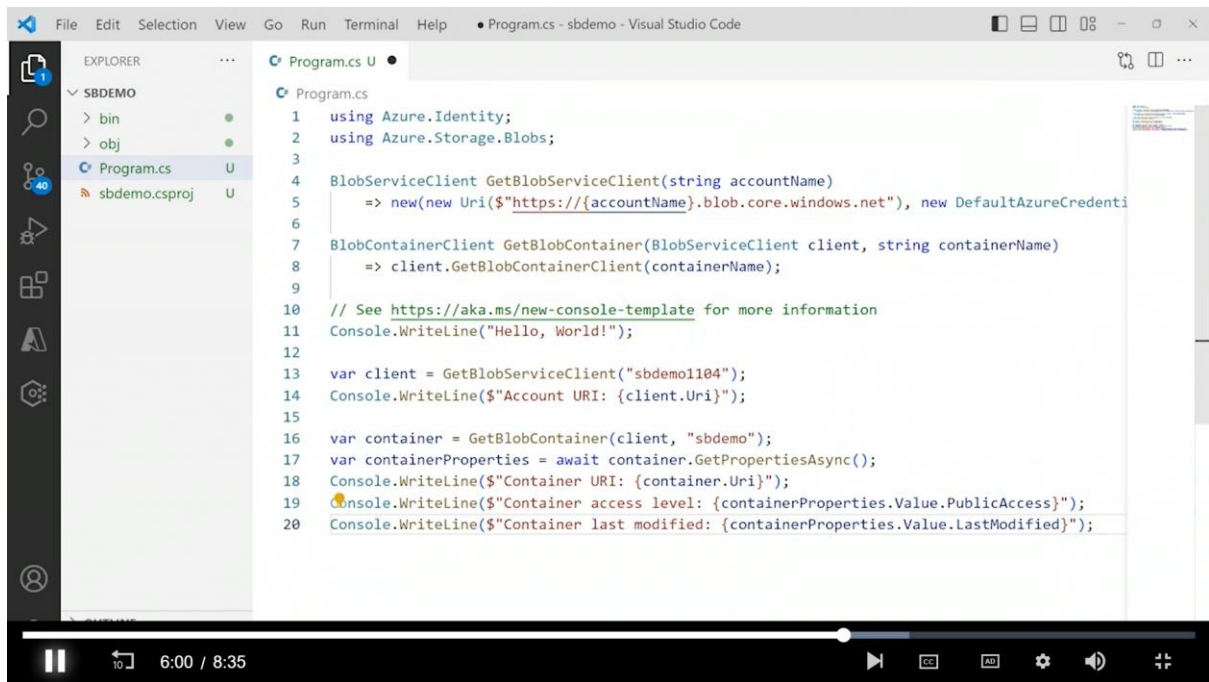 File Edit Selection View Go Run Terminal Help ● Program.cs - sbdemo - Visual Studio Code
EXPLORER ···
Program.cs U ●
SBDEMO
bin
obj
Program.cs U
sbdemo.csproj U
1
40
Program.cs
1 using Azure.Identity;
2 using Azure.Storage.Blobs;
3
4 BlobServiceClient GetBlobServiceClient(string accountName)
5 => new(new Uri($"https://{accountName}.blob.core.windows.net"), new DefaultAzureCredenti
6
7 BlobContainerClient GetBlobContainer(BlobServiceClient client, string containerName)
8 => client.GetBlobContainerClient(containerName);
9
10 // See https://aka.ms/new-console-template for more information
11 Console.WriteLine("Hello, World!");
12
13 var client = GetBlobServiceClient("sbdemo1104");
14 Console.WriteLine($"Account URI: {client.Uri}");
15
16 var container = GetBlobContainer(client, "sbdemo");
17 var containerProperties = await container.GetPropertiesAsync();
18 Console.WriteLine($"Container URI: {container.Uri}");
19 Console.WriteLine($"Container access level: {containerProperties.Value.PublicAccess}");
20 Console.WriteLine($"Container last modified: {containerProperties.Value.LastModified}");
10 6:00 / 8:35 CC AD